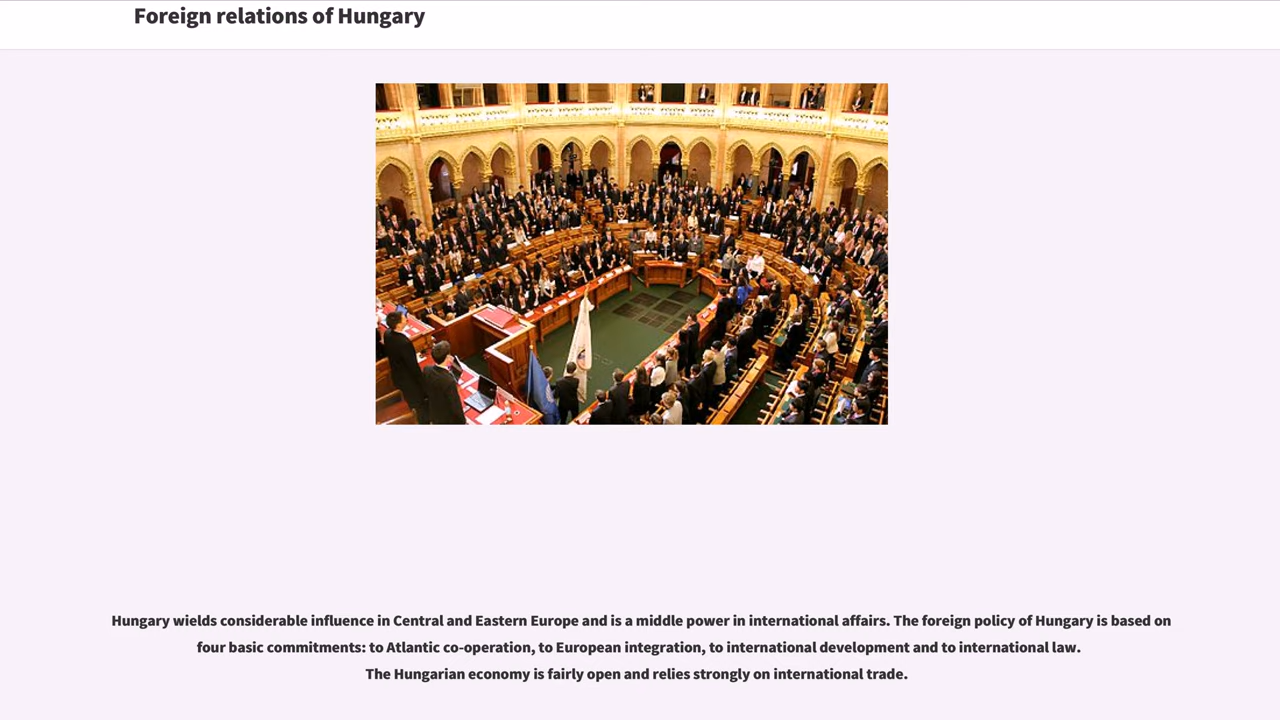 Foreign relations of Hungary
Hungary wields considerable influence in Central and Eastern Europe and is a middle power in international affairs. The foreign policy of Hungary is based on
four basic commitments: to Atlantic co-operation, to European integration, to international development and to international law.
The Hungarian economy is fairly open and relies strongly on international trade.